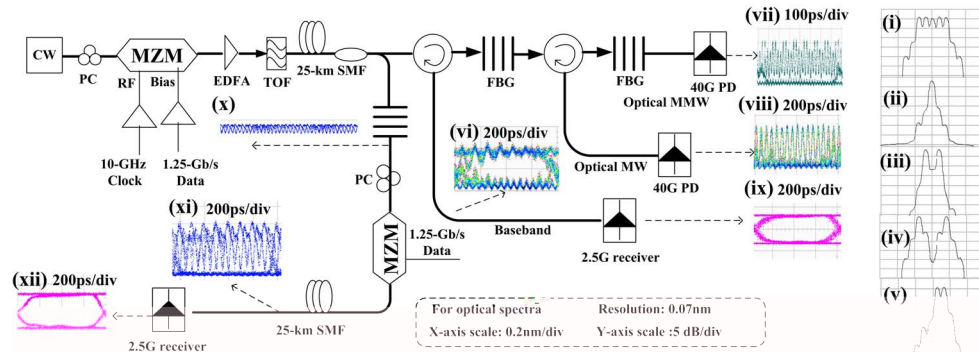 CW
PC
MZM
RF
Bias
EDFA
TOF
25-km SMF
FBG
FBG
40G PD
Optical MMW
(vii) 100ps/div
(i)
(x)
10-GHz
Clock
1.25-Gb/s
Data
(vi) 200ps/div
Optical MW
40G PD
(viii) 200ps/div
(ii)
PC
(xi) 200ps/div
MZM
1.25-Gb/s
Data
Baseband
2.5G receiver
(ix) 200ps/div
(iii)
(iv)
(xii) 200ps/div
2.5G receiver
25-km SMF
For optical spectra
Resolution: 0.07nm
X-axis scale: 0.2nm/div
Y-axis scale :5 dB/div
(v)